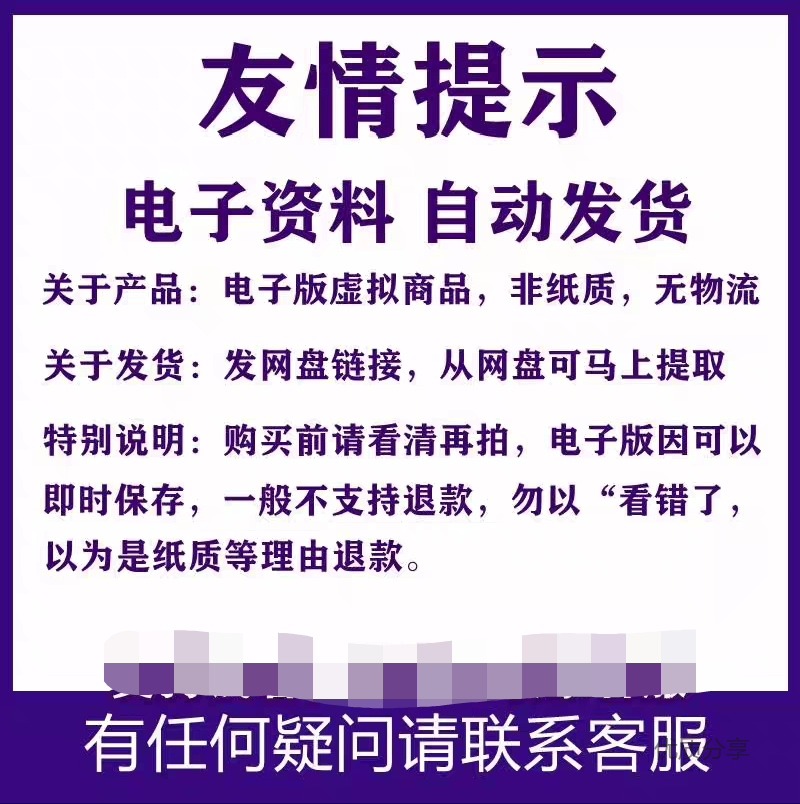 友情提示
电子资料 自动发货
关于产品：电子版虚拟商品，非纸质，无物流
关于发货：发网盘链接，从网盘可马上提取
特别说明：购买前请看清再拍，电子版因可以
即时保存，一般不支持退款，勿以“看错了，
以为是纸质等理由退款。
有任何疑问请联系客服